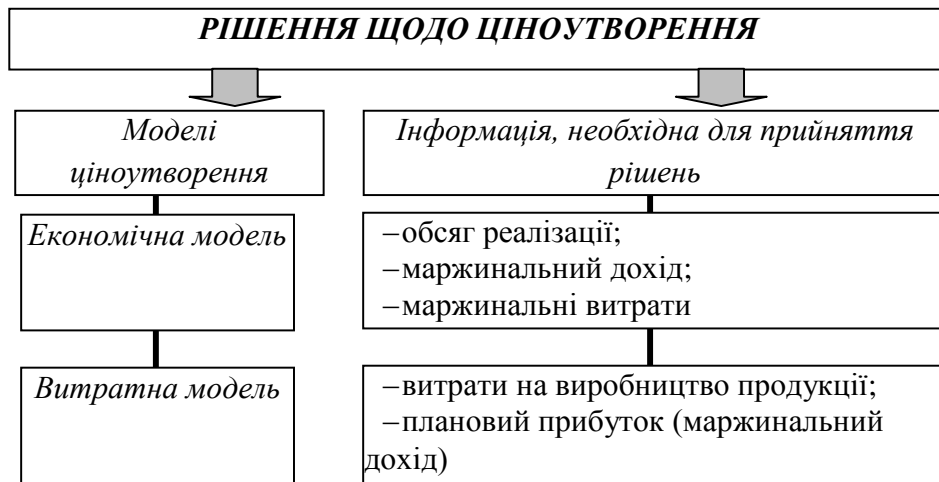 РІШЕННЯ ЩОДО ЦІНОУТВОРЕННЯ
Моделі
ціноутворення
Інформація, необхідна для прийняття
рішень
Економічна модель
–обсяг реалізації;
–маржинальний дохід;
–маржинальні витрати
Витратна модель
–витрати на виробництво продукції;
–плановий прибуток (маржинальний
дохід)